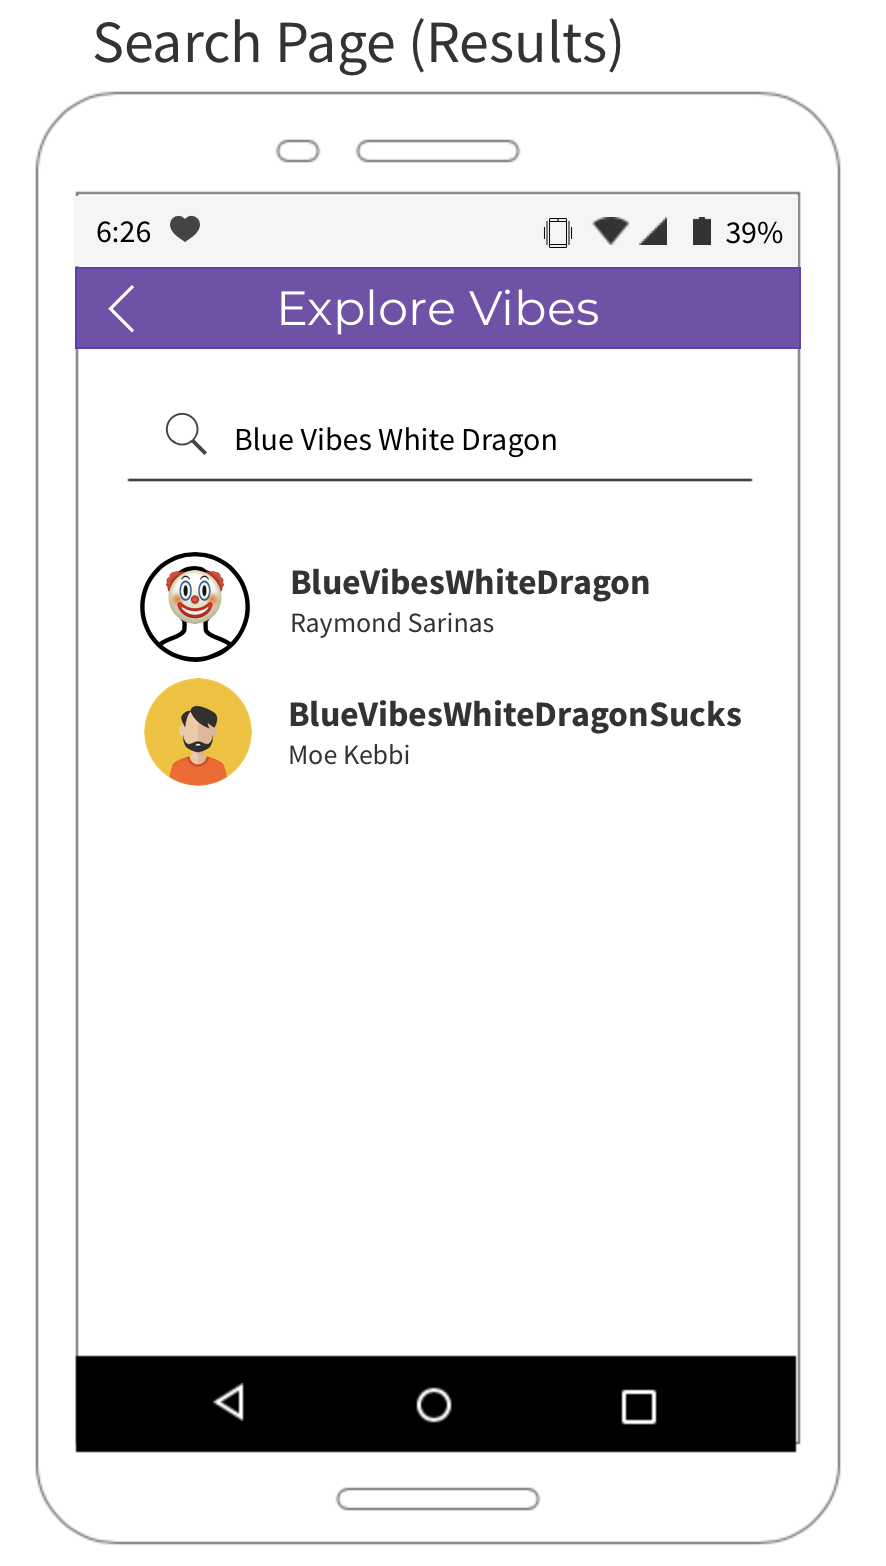 Search Page (Results)
6:26 39%
Explore Vibes
Blue Vibes White Dragon
BlueVibesWhiteDragon
Raymond Sarinas
BlueVibesWhiteDragonSucks
Moe Kebbi